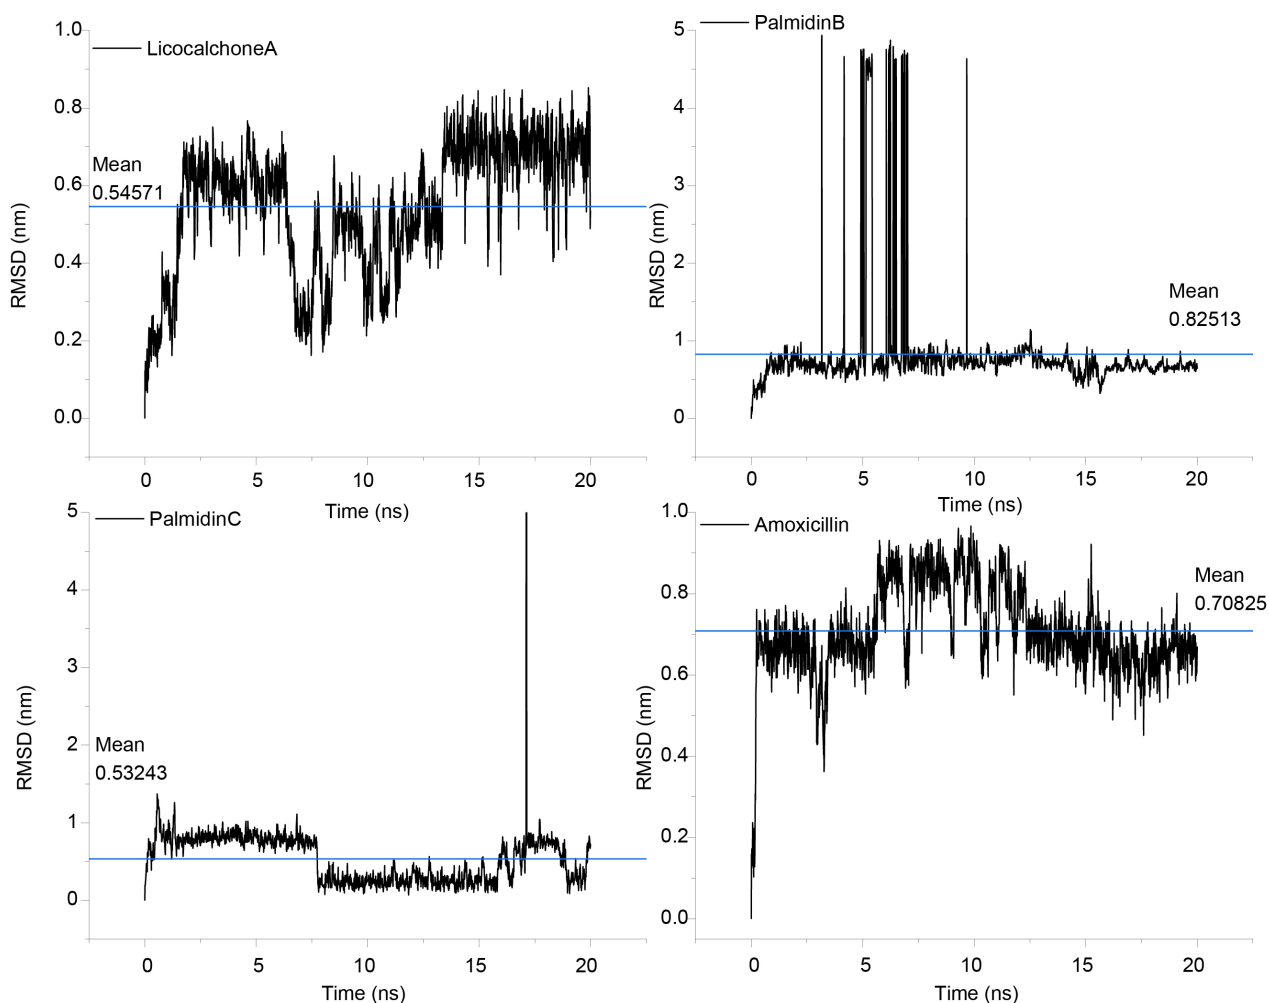 LicocalchoneA
1.0
0.8
0.6
0.4
0.2
0.0
RMSD (nm)
Mean
0.54571
0 5 10 15 20
Time (ns)
PalmidinB
5
4
3
2
1
0
RMSD (nm)
Mean
0.82513
0 5 10 15 20
Time (ns)
PalmidinC
5
4
3
2
1
0
RMSD (nm)
Mean
0.53243
0 5 10 15 20
Time (ns)
Amoxicillin
1.0
0.8
0.6
0.4
0.2
0.0
RMSD (nm)
Mean
0.70825
0 5 10 15 20
Time (ns)